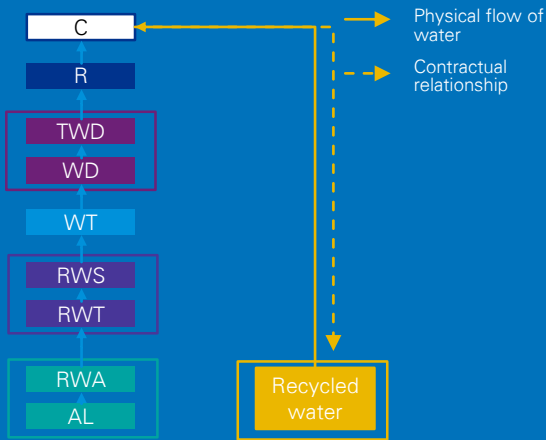 C
R
TWD
WD
WT
RWS
RWT
RWA
AL
Recycled
water
Physical flow of
water
Contractual
relationship